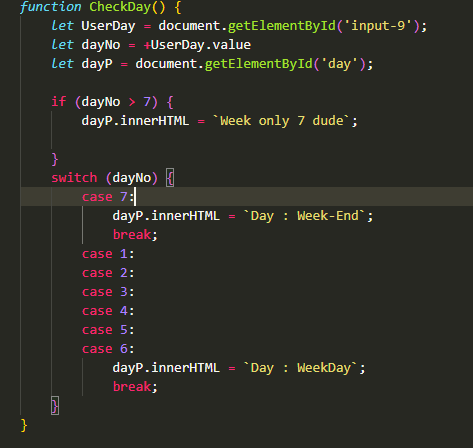 function CheckDay() {
let UserDay = document.getElementById('input-9');
let dayNo = +UserDay.value
let dayP = document.getElementById('day');
if (dayNo > 7) {
dayP.innerHTML = `Week only 7 dude`;
}
switch (dayNo) {
case 7:
dayP.innerHTML = `Day : Week-End`;
break;
case 1:
case 2:
case 3:
case 4:
case 5:
case 6:
dayP.innerHTML = `Day : WeekDay`;
break;
}
}